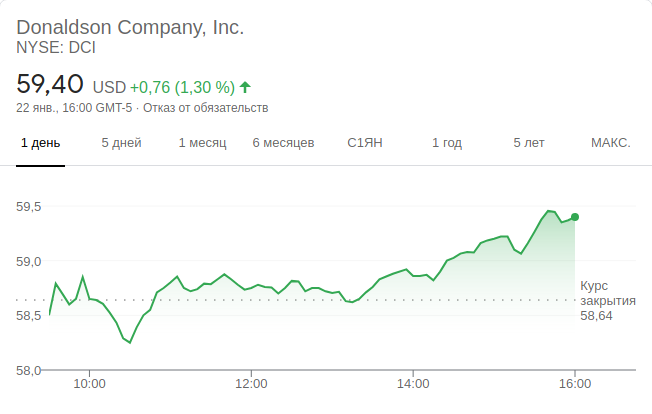 Donaldson Company, Inc.
NYSE: DCI
59,40 USD +0,76 (1,30 %)
22 янв., 16:00 GMT-5 · Отказ от обязательств
1 день 5 дней 1 месяц 6 месяцев С1ЯН 1 год 5 лет МАКС.
59,5
59,0
Курс
закрытия
58,64
58,5
58,0
10:00 12:00 14:00 16:00